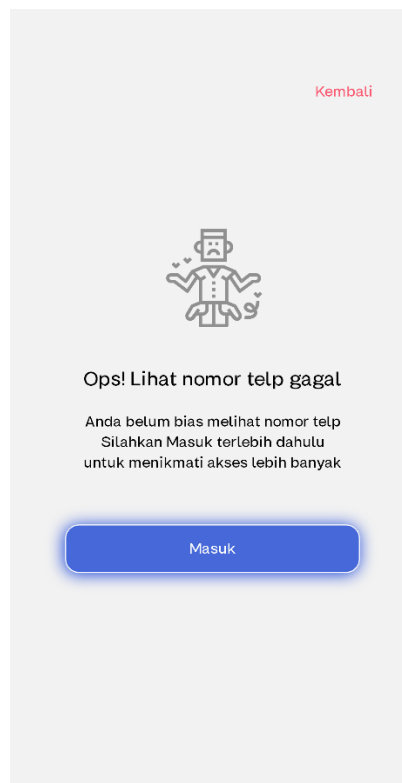 Kembali
Ops! Lihat nomor telp gagal
Anda belum bias melihat nomor telp
Silahkan Masuk terlebih dahulu
untuk menikmati akses lebih banyak
Masuk